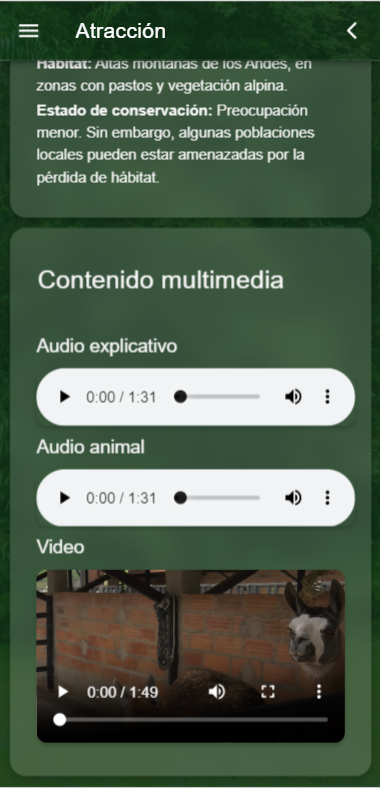 Atracción
Hábitat: Altas montañas de los Andes, en
zonas con pastos y vegetación alpina.
Estado de conservación: Preocupación
menor. Sin embargo, algunas poblaciones
locales pueden estar amenazadas por la
pérdida de hábitat.
Contenido multimedia
Audio explicativo
0:00 / 1:31
Audio animal
0:00 / 1:31
Video
0:00 / 1:49